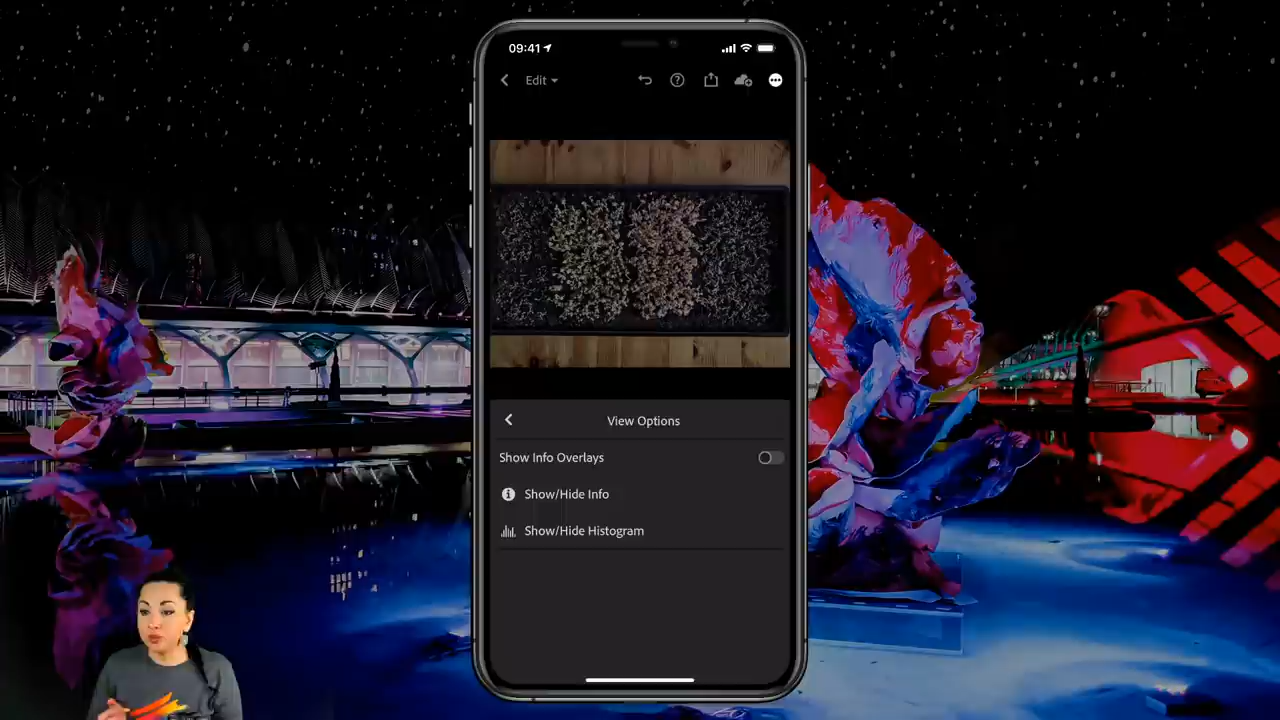 09:41
Edit
View Options
Show Info Overlays
Show/Hide Info
Show/Hide Histogram